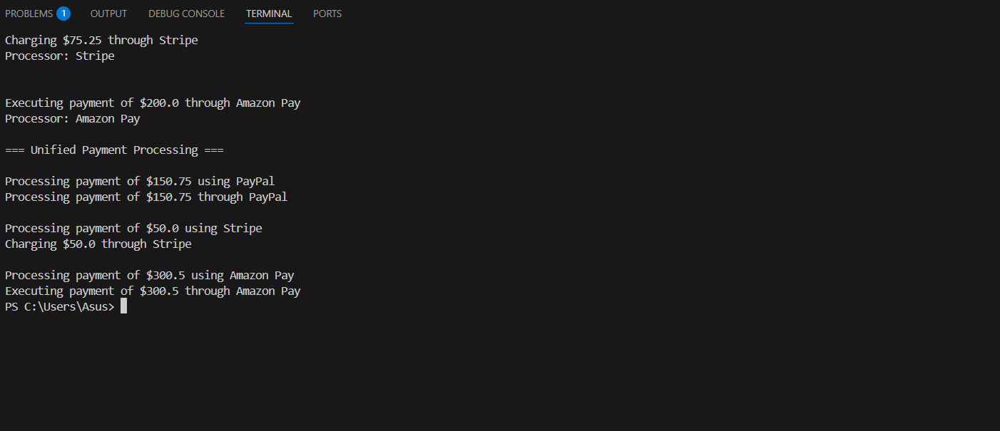 PROBLEMS 1 OUTPUT DEBUG CONSOLE TERMINAL PORTS
Charging $75.25 through Stripe
Processor: Stripe
Executing payment of $200.0 through Amazon Pay
Processor: Amazon Pay
=== Unified Payment Processing ===
Processing payment of $150.75 using PayPal
Processing payment of $150.75 through PayPal
Processing payment of $50.0 using Stripe
Charging $50.0 through Stripe
Processing payment of $300.5 using Amazon Pay
Executing payment of $300.5 through Amazon Pay
PS C:\Users\Asus>